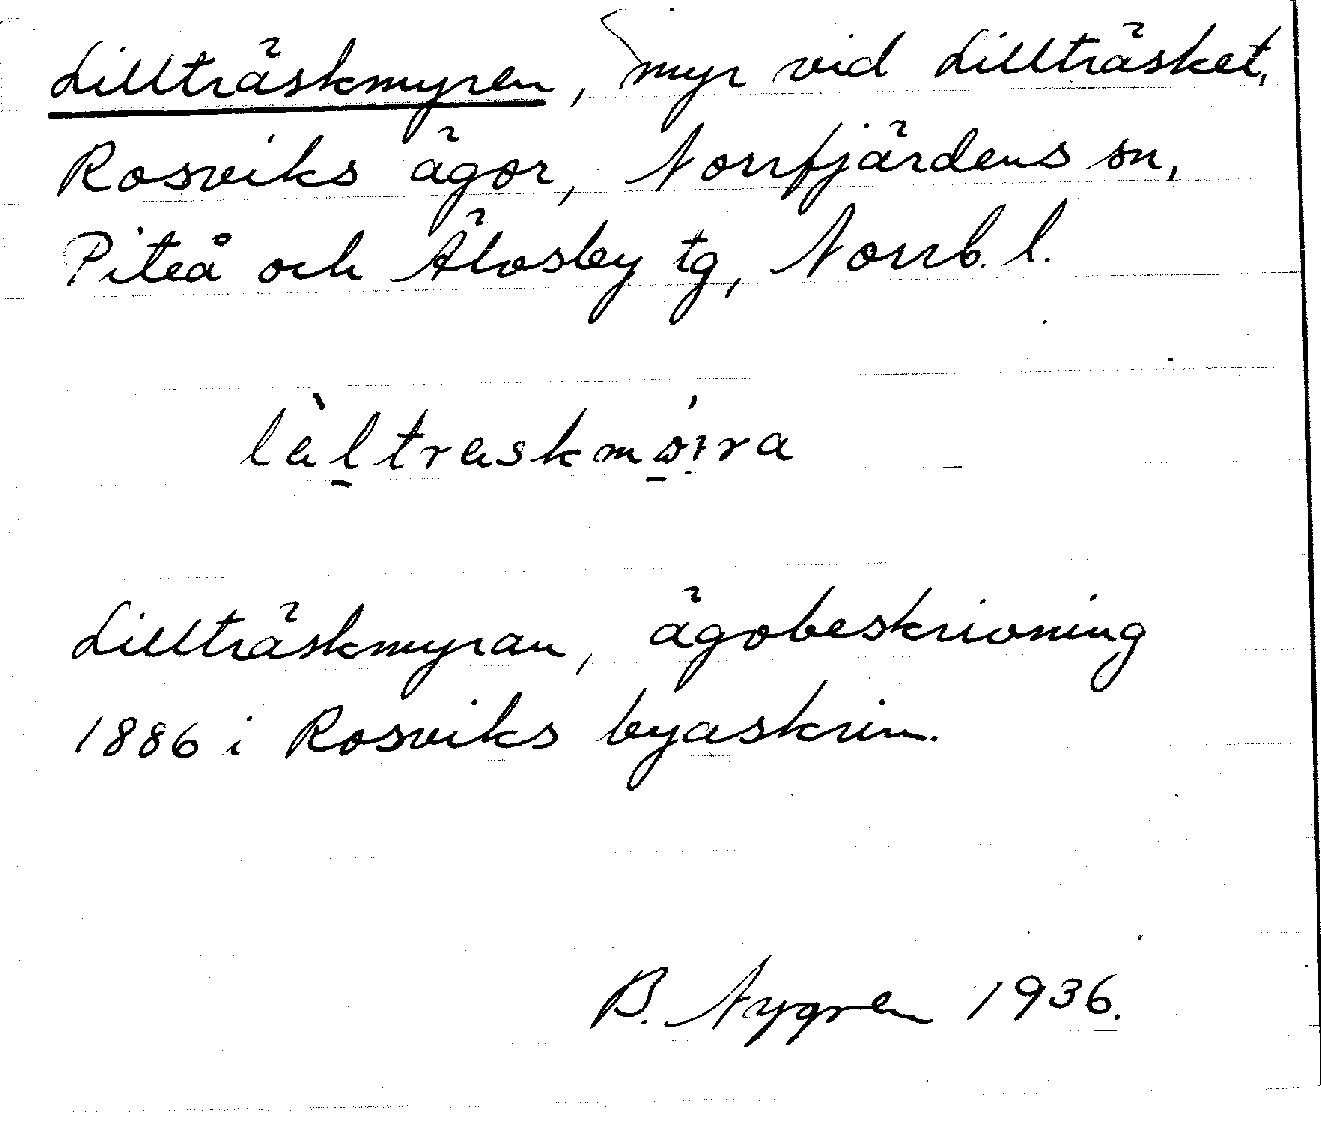 Lillträskmyren, myr vid Lillträsket,
Rosviks ägor, Norrfjärdens sn,
Piteå och Älvsby tg, Norrb. l.
Lillträskmyran, ägobeskrivning
1886 i Rosviks byaskrin.
B. Nygren 1936.